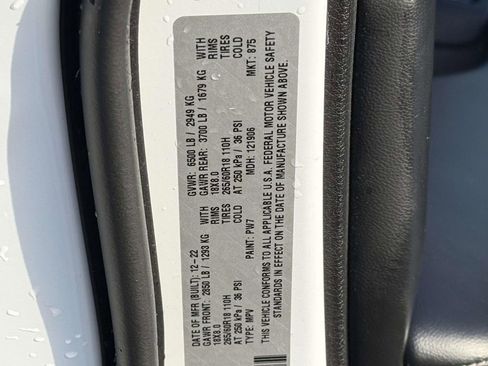 DATE OF MFR (BUILT): 12-22 GVWR: 6500 LB / 2949 KG
GAWR FRONT: 2850 LB / 1293 KG WITH GAWR REAR: 3700 LB / 1679 KG WITH
18X8.0 RIMS 18X8.0 RIMS
265/60R18 110H TIRES 265/60R18 110H TIRES
AT 250 kPa / 36 PSI COLD AT 250 kPa / 36 PSI COLD
TYPE: MPV PAINT: PW7 MDH: 121906 MKT: 875
THIS VEHICLE CONFORMS TO ALL APPLICABLE U.S.A. FEDERAL MOTOR VEHICLE SAFETY
STANDARDS IN EFFECT ON THE DATE OF MANUFACTURE SHOWN ABOVE.